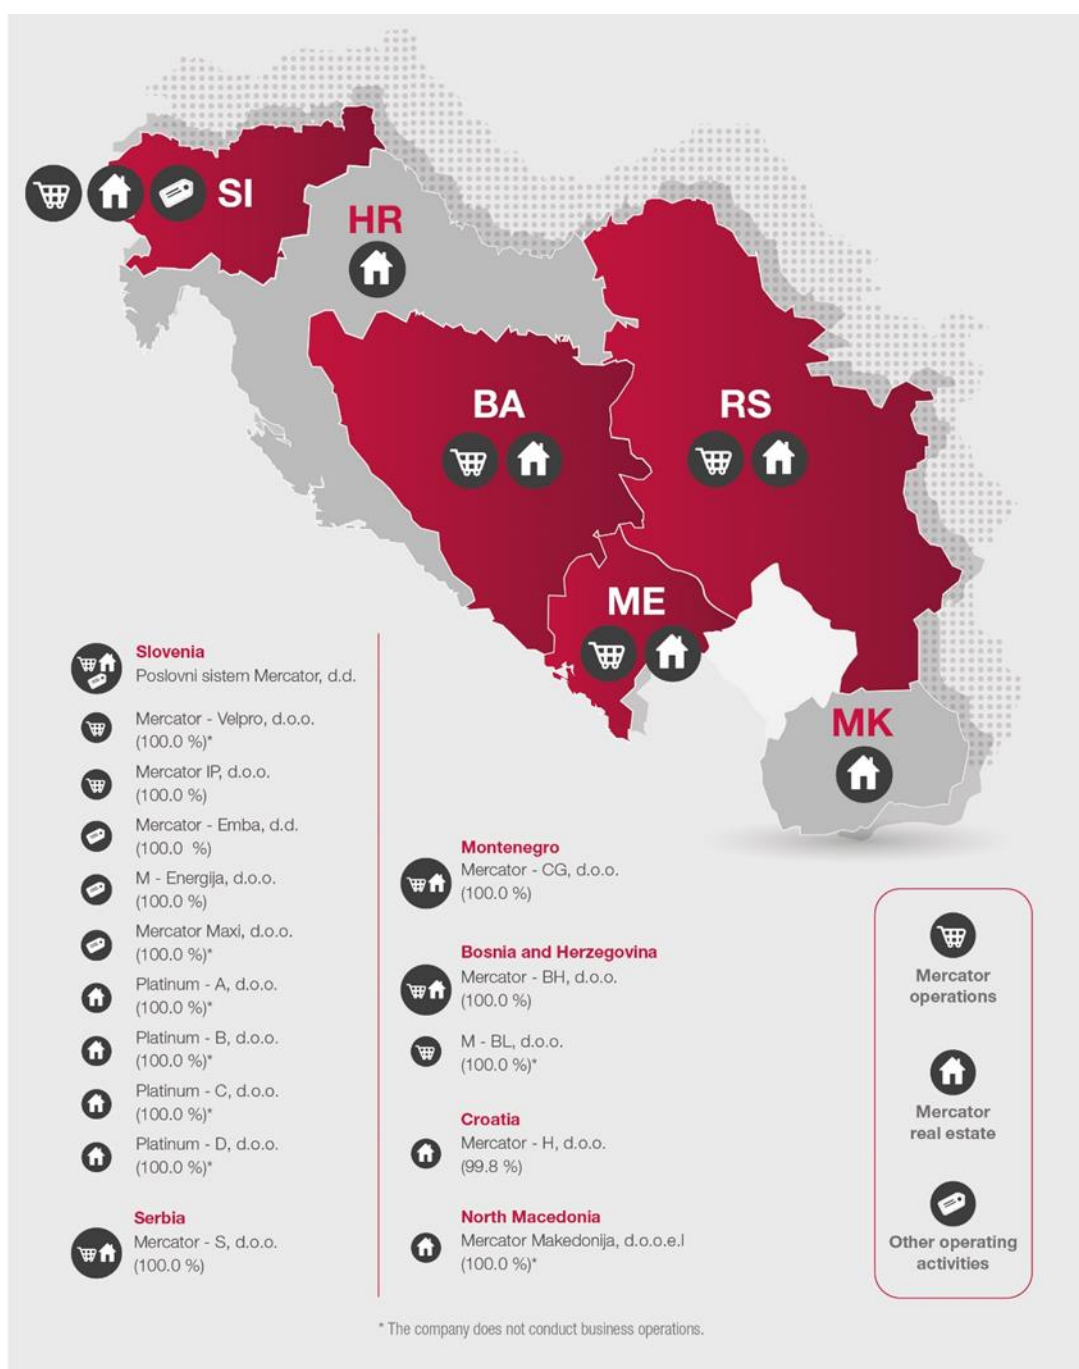 SI
HR
BA
RS
ME
MK
Slovenia
Poslovni sistem Mercator, d.d.
Mercator - Velpro, d.o.o.
(100.0 %)*
Mercator IP, d.o.o.
(100.0 %)
Mercator - Emba, d.d.
(100.0 %)
M - Energija, d.o.o.
(100.0 %)
Mercator Maxi, d.o.o.
(100.0 %)*
Platinum - A, d.o.o.
(100.0 %)*
Platinum - B, d.o.o.
(100.0 %)*
Platinum - C, d.o.o.
(100.0 %)*
Platinum - D, d.o.o.
(100.0 %)*
Serbia
Mercator - S, d.o.o.
(100.0 %)
Montenegro
Mercator - CG, d.o.o.
(100.0 %)
Bosnia and Herzegovina
Mercator - BH, d.o.o.
(100.0 %)
M - BL, d.o.o.
(100.0 %)*
Croatia
Mercator - H, d.o.o.
(99.8 %)
North Macedonia
Mercator Makedonija, d.o.o.e.l
(100.0 %)*
Mercator
operations
Mercator
real estate
Other operating
activities
* The company does not conduct business operations.